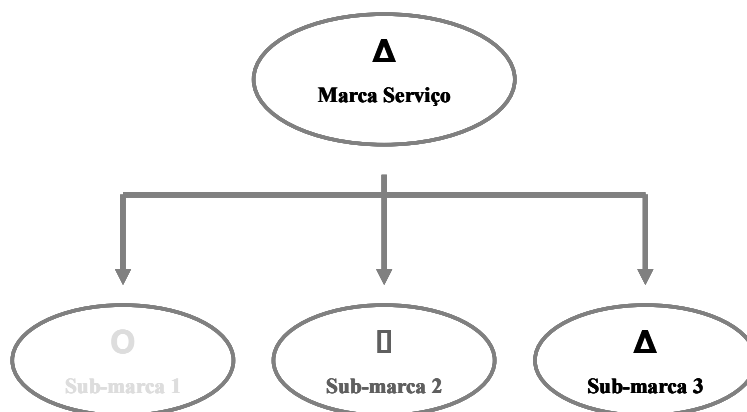 Δ
Marca Serviço
O
Sub-marca 1
▯
Sub-marca 2
Δ
Sub-marca 3